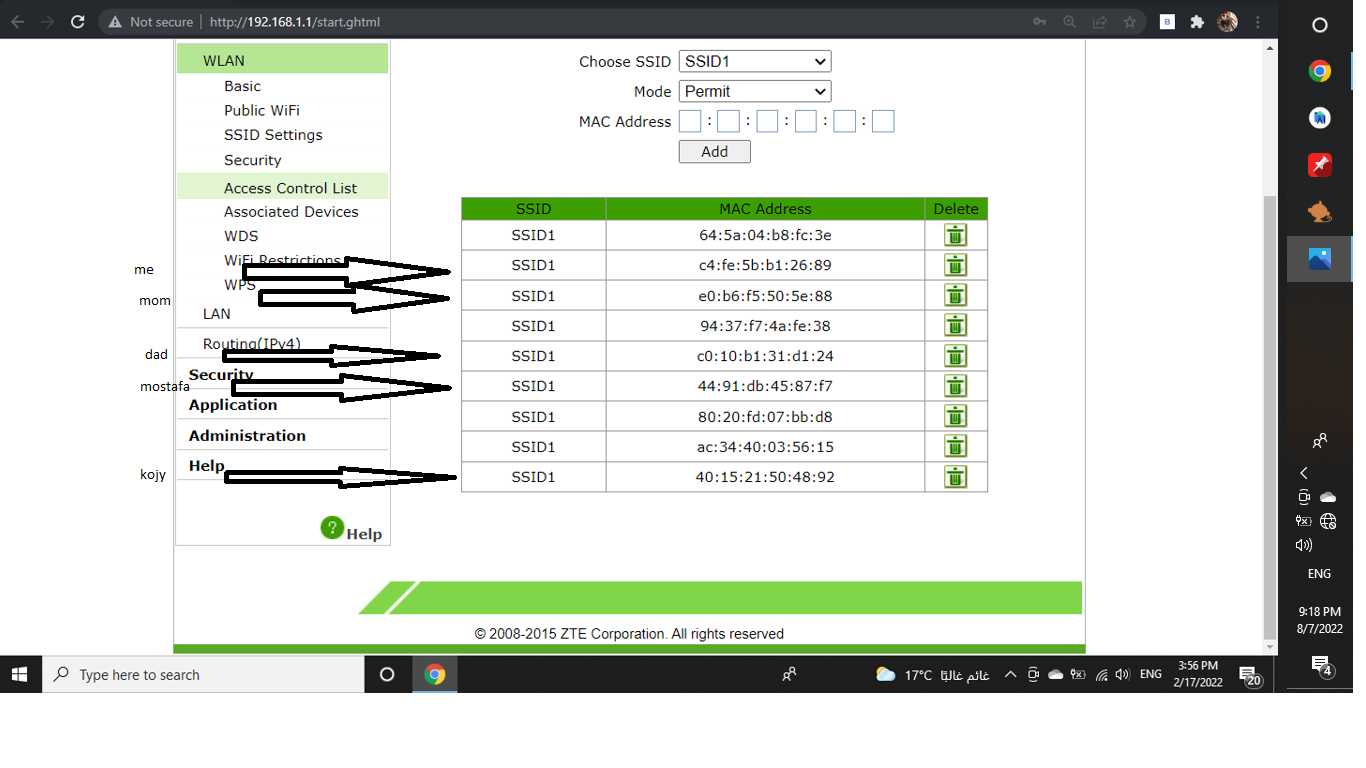 Not secure | http://192.168.1.1/start.ghtml
WLAN
Basic
Public WiFi
SSID Settings
Security
Access Control List
Associated Devices
WDS
WiFi Restrictions
WPS
LAN
Routing(IPv4)
Security
Application
Administration
Help
Help
me
mom
dad
mostafa
kojy
Choose SSID SSID1
Mode Permit
MAC Address : : : : :
Add
SSID MAC Address Delete
SSID1 64:5a:04:b8:fc:3e
SSID1 c4:fe:5b:b1:26:89
SSID1 e0:b6:f5:50:5e:88
SSID1 94:37:f7:4a:fe:38
SSID1 c0:10:b1:31:d1:24
SSID1 44:91:db:45:87:f7
SSID1 80:20:fd:07:bb:d8
SSID1 ac:34:40:03:56:15
SSID1 40:15:21:50:48:92
© 2008-2015 ZTE Corporation. All rights reserved
Type here to search
17°C غائم غالبًا
ENG
3:56 PM
2/17/2022
20
ENG
9:18 PM
8/7/2022
4